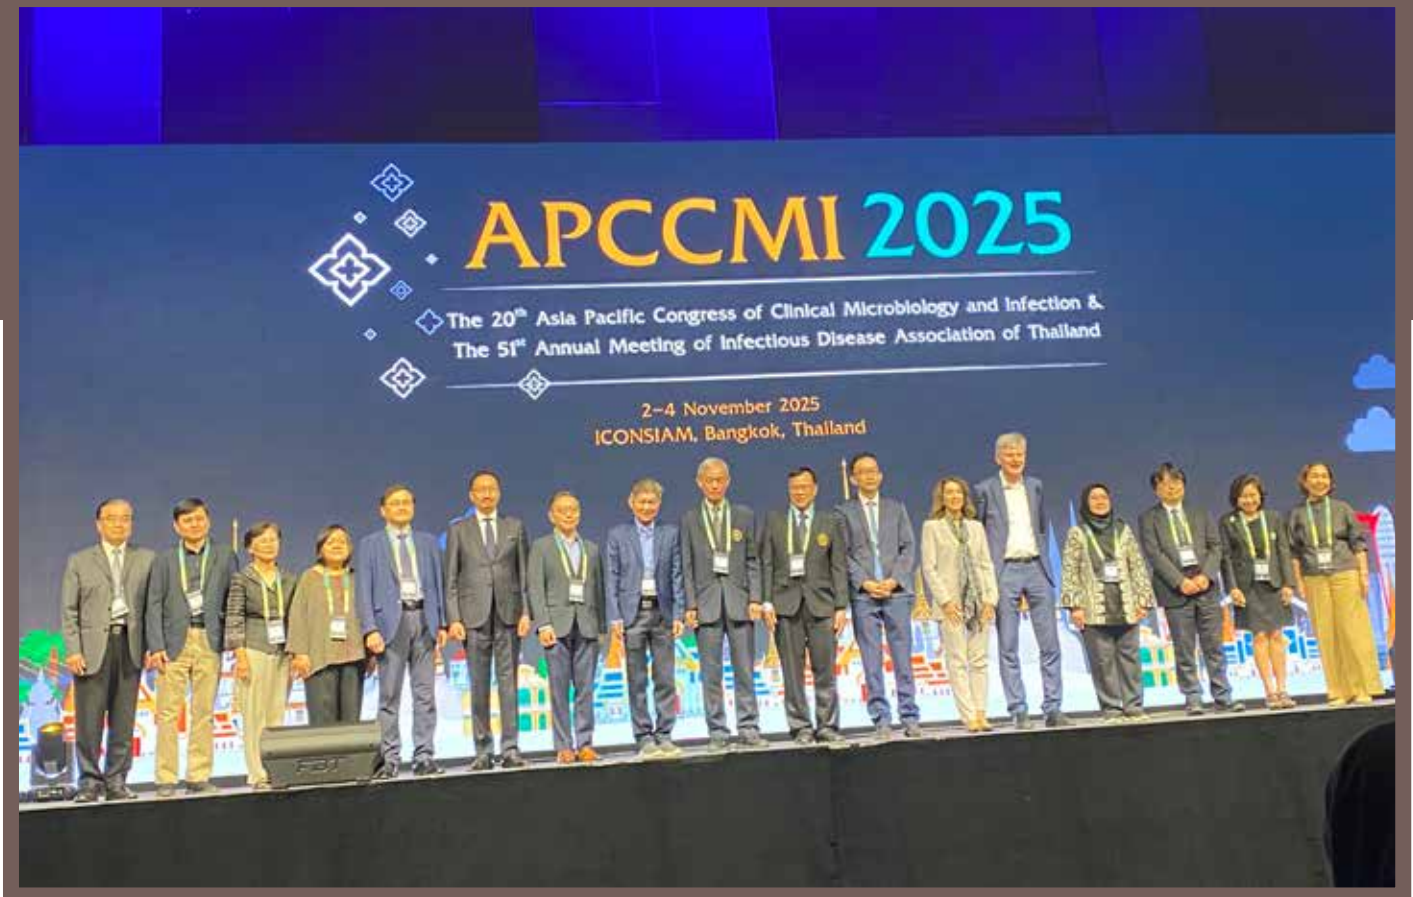 APCCMI 2025
The 20th Asia Pacific Congress of Clinical Microbiology and Infection &
The 51st Annual Meeting of Infectious Disease Association of Thailand
2–4 November 2025
ICONSIAM, Bangkok, Thailand